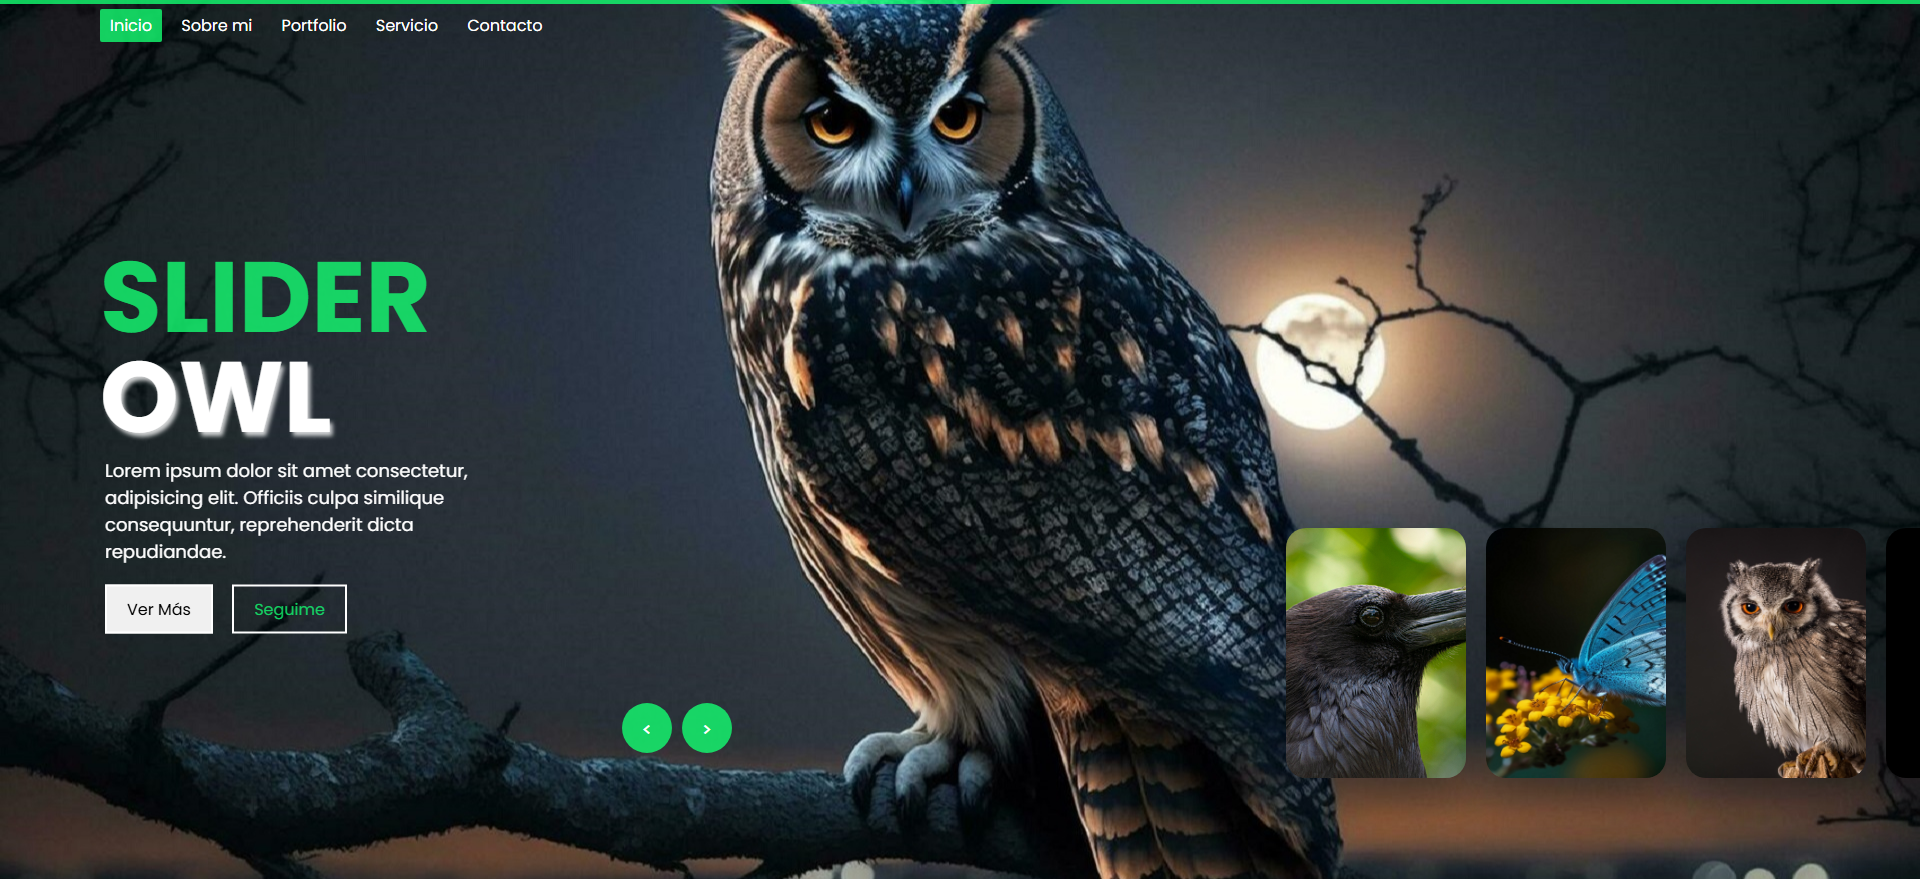 Inicio Sobre mi Portfolio Servicio Contacto
SLIDER
OWL
Lorem ipsum dolor sit amet consectetur,
adipisicing elit. Officiis culpa similique
consequuntur, reprehenderit dicta
repudiandae.
Ver Más Seguime
< >